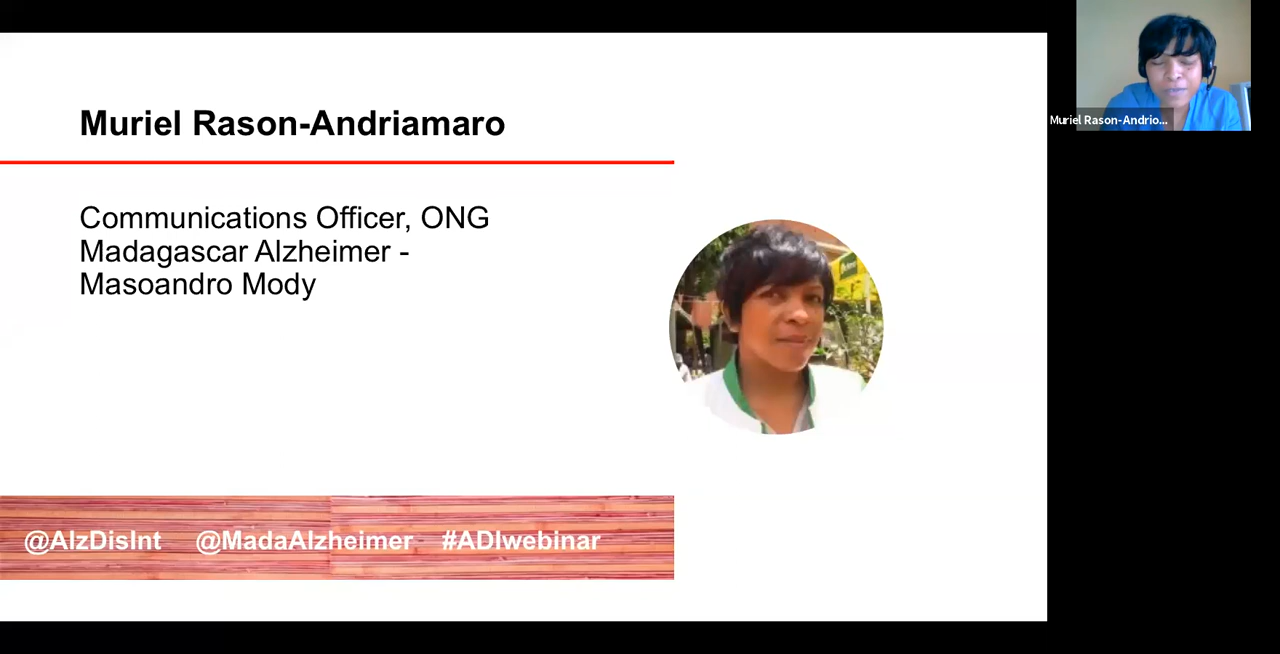 Muriel Rason-Andriamaro
Communications Officer, ONG
Madagascar Alzheimer -
Masoandro Mody
@AlzDisInt @MadaAlzheimer #ADIwebinar
Muriel Rason-Andrio...